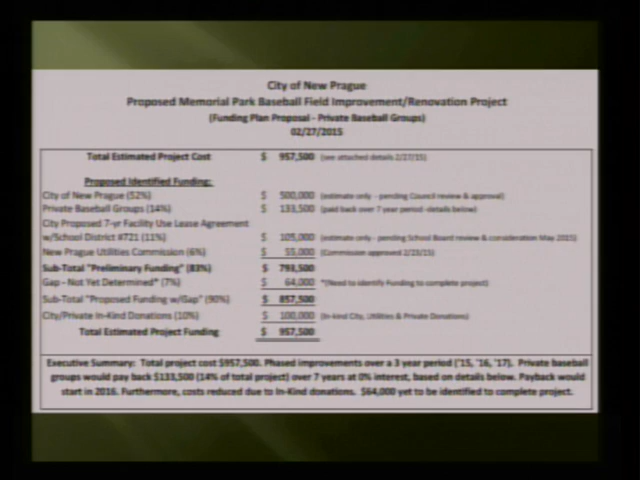 City of New Prague
Proposed Memorial Park Baseball Field Improvement/Renovation Project
(Funding Plan Proposal - Private Baseball Groups)
02/27/2015
Total Estimated Project Cost $ 957,500 (see attached details 2/27/15)
Proposed Identified Funding:
City of New Prague (52%) $ 500,000 (estimate only - pending Council review & approval)
Private Baseball Groups (14%) $ 133,500 (paid back over 7 year period -details below)
City Proposed 7-yr Facility Use Lease Agreement
w/School District #721 (11%) $ 105,000 (estimate only - pending School Board review & consideration May 2015)
New Prague Utilities Commission (6%) $ 55,000 (Commission approved 2/23/15)
Sub-Total "Preliminary Funding" (83%) $ 793,500
Gap - Not Yet Determined* (7%) $ 64,000 *(Need to identify Funding to complete project)
Sub-Total "Proposed Funding w/Gap" (90%) $ 857,500
City/Private In-Kind Donations (10%) $ 100,000 (In-kind City, Utilities & Private Donations)
Total Estimated Project Funding $ 957,500
Executive Summary: Total project cost $957,500. Phased improvements over a 3 year period ('15, '16, '17). Private baseball
groups would pay back $133,500 (14% of total project) over 7 years at 0% interest, based on details below. Payback would
start in 2016. Furthermore, costs reduced due to In-Kind donations. $64,000 yet to be identified to complete project.